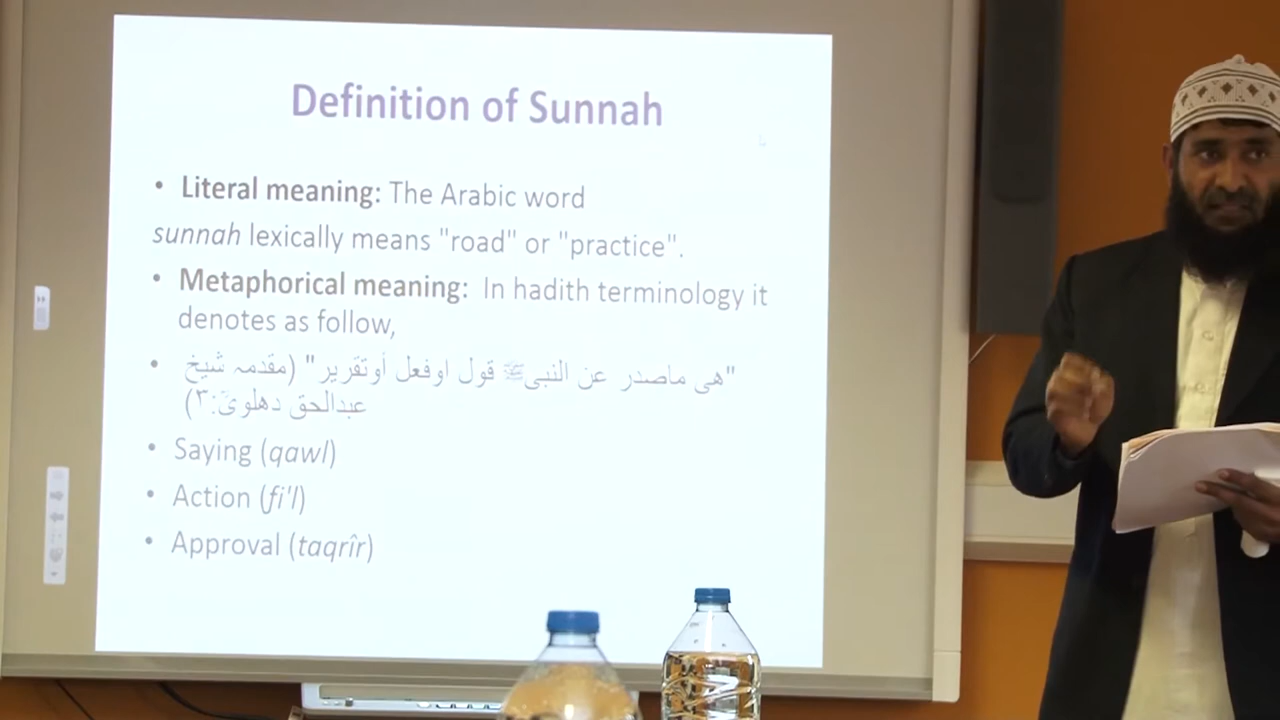 Definition of Sunnah
• Literal meaning: The Arabic word
sunnah lexically means "road" or "practice".
• Metaphorical meaning: In hadith terminology it
denotes as follow,
• "هی ماصدر عن النبیﷺ قول اوفعل أوتقریر" (مقدمہ شیخ
عبدالحق دهلویؒ:٣)
• Saying (qawl)
• Action (fi'l)
• Approval (taqrîr)